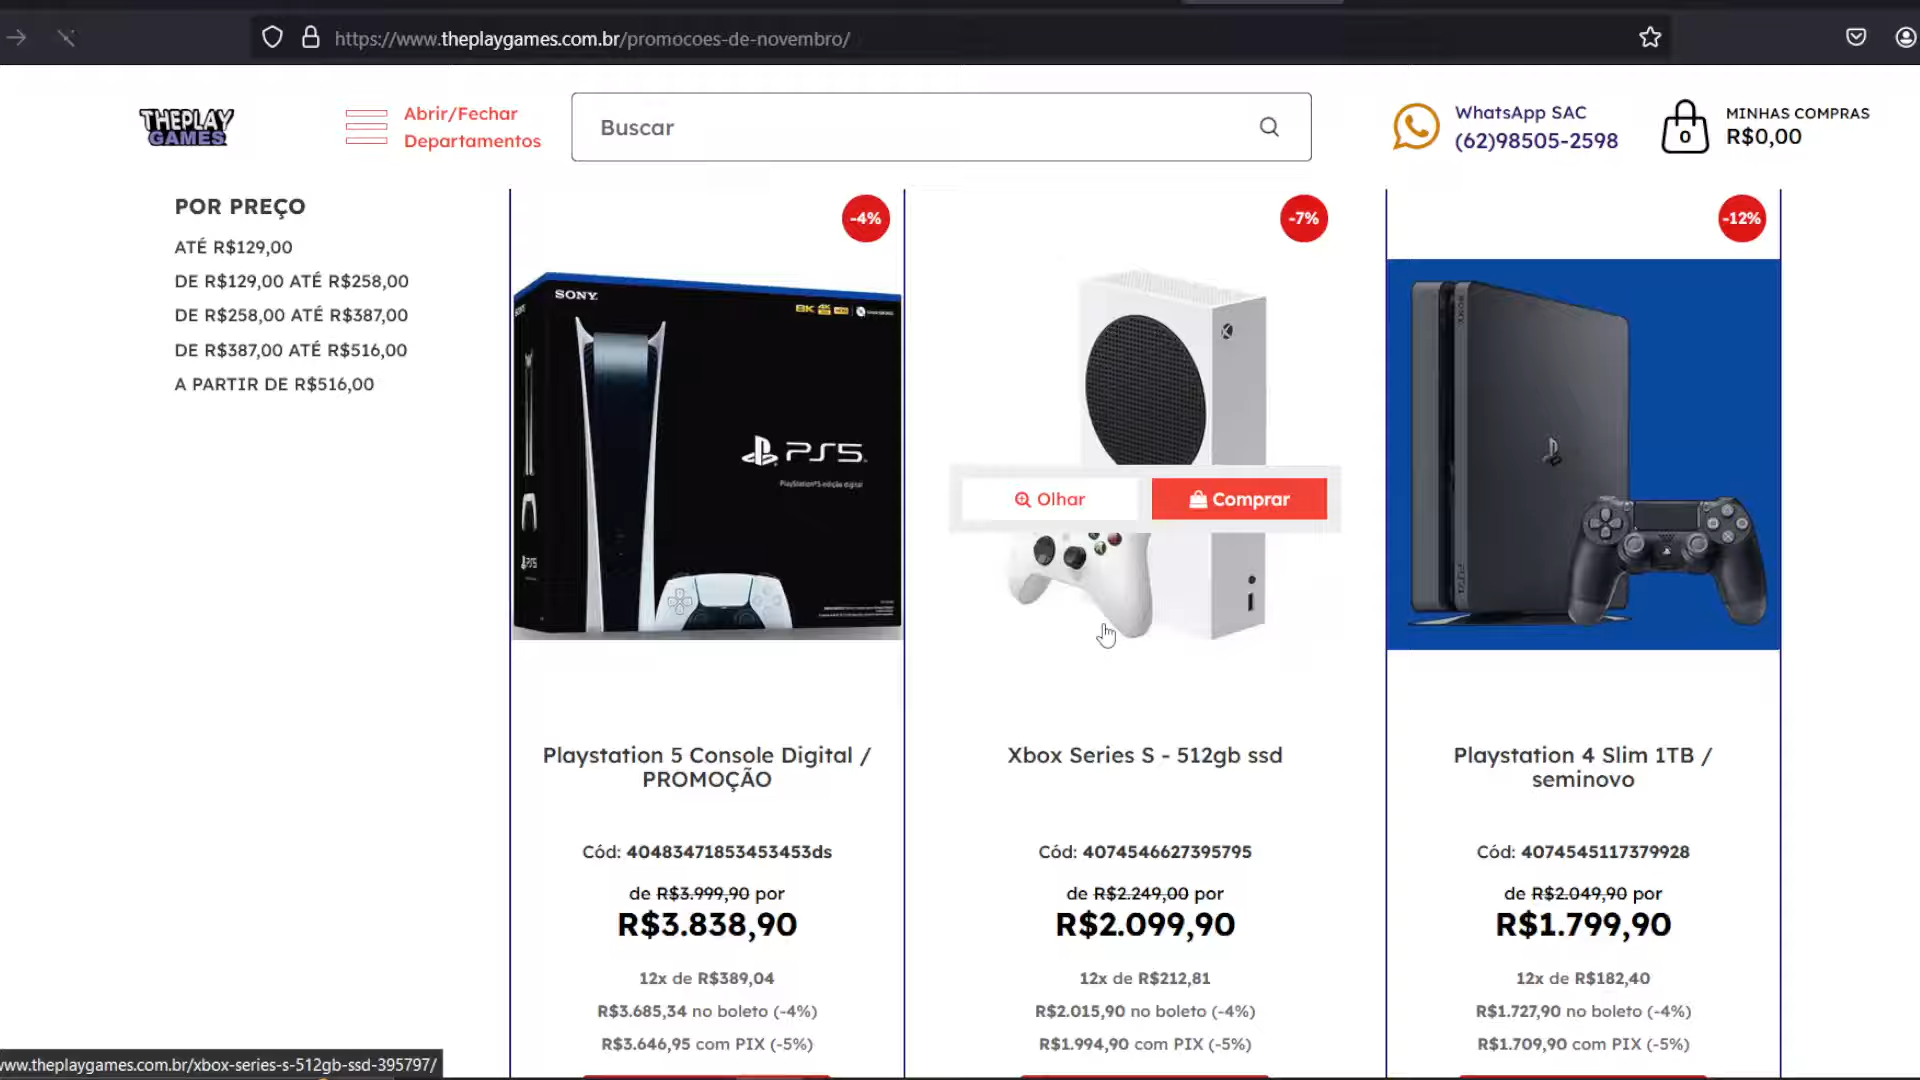 https://www.theplaygames.com.br/promocoes-de-novembro/
THEPLAY
GAMES
Abrir/Fechar
Departamentos
Buscar
WhatsApp SAC
(62)98505-2598
0
MINHAS COMPRAS
R$0,00
POR PREÇO
ATÉ R$129,00
DE R$129,00 ATÉ R$258,00
DE R$258,00 ATÉ R$387,00
DE R$387,00 ATÉ R$516,00
A PARTIR DE R$516,00
-4%
SONY
8K 4K
PS5
PlayStation®5 edição digital
PS5
Playstation 5 Console Digital /
PROMOÇÃO
Cód: 40483471853453453ds
de R$3.999,90 por
R$3.838,90
12x de R$389,04
R$3.685,34 no boleto (-4%)
R$3.646,95 com PIX (-5%)
-7%
Olhar
Comprar
Xbox Series S - 512gb ssd
Cód: 4074546627395795
de R$2.249,00 por
R$2.099,90
12x de R$212,81
R$2.015,90 no boleto (-4%)
R$1.994,90 com PIX (-5%)
-12%
Playstation 4 Slim 1TB /
seminovo
Cód: 4074545117379928
de R$2.049,90 por
R$1.799,90
12x de R$182,40
R$1.727,90 no boleto (-4%)
R$1.709,90 com PIX (-5%)
www.theplaygames.com.br/xbox-series-s-512gb-ssd-395797/